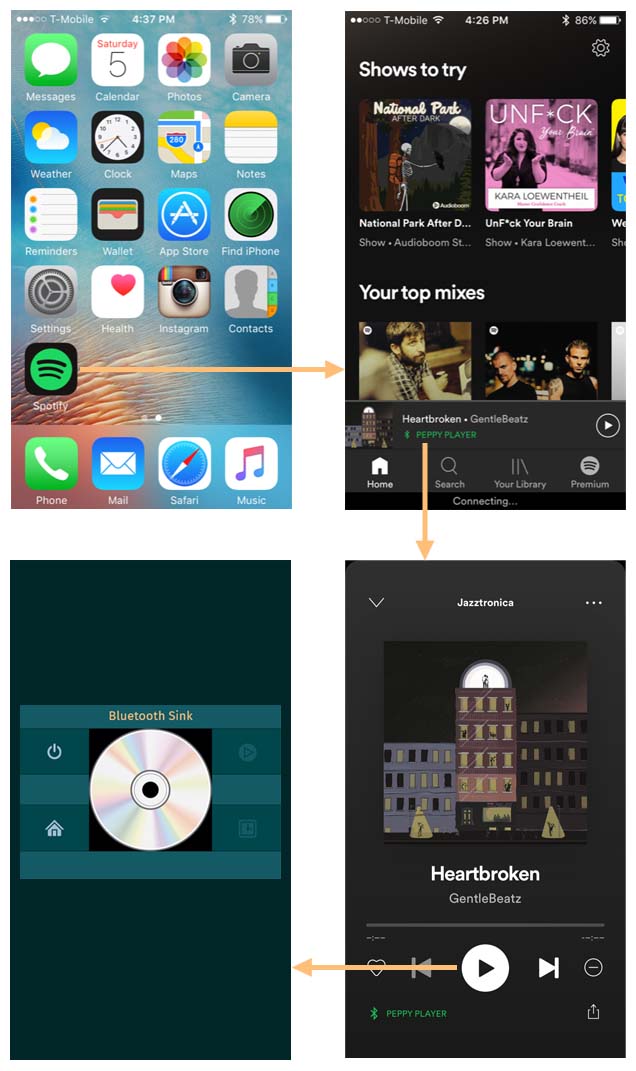 T-Mobile 4:37 PM 78%
Saturday
5
Messages Calendar Photos Camera
280
Weather Clock Maps Notes
Reminders Wallet App Store Find iPhone
Settings Health Instagram Contacts
Spotify
Phone Mail Safari Music
T-Mobile 4:26 PM 86%
Shows to try
National Park
AFTER DARK
Audioboom
UNF*CK
Your Brain
KARA LOEWENTHEIL
Master Confidence Coach
National Park After D...
UnF*ck Your Brain
We
Show • Audioboom St...
Show • Kara Loewent...
Your top mixes
Heartbroken • GentleBeatz
PEPPY PLAYER
Home Search Your Library Premium
Connecting...
Bluetooth Sink
Jazztronica
Heartbroken
GentleBeatz
--:--
--:--
PEPPY PLAYER